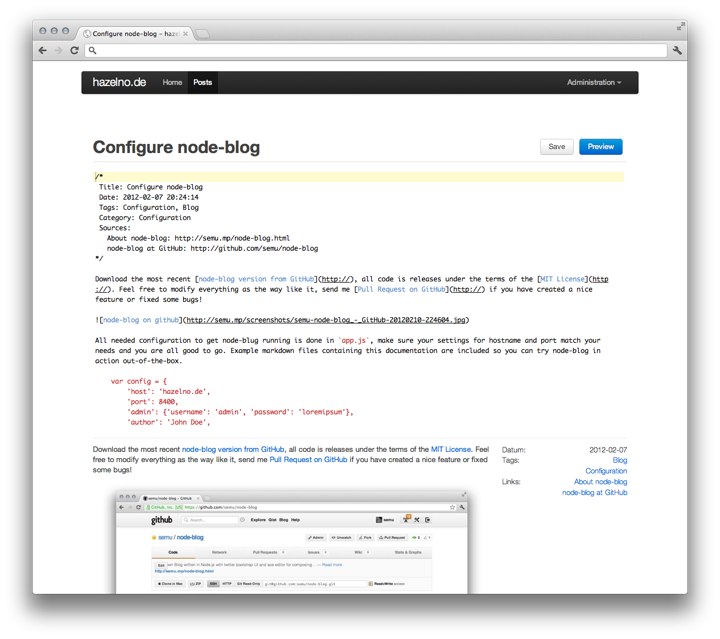 Configure node-blog – haze
hazelno.de Home Posts Administration
Configure node-blog Save Preview
/*
Title: Configure node-blog
Date: 2012-02-07 20:24:14
Tags: Configuration, Blog
Category: Configuration
Sources:
About node-blog: http://semu.mp/node-blog.html
node-blog at GitHub: http://github.com/semu/node-blog
*/
Download the most recent [node-blog version from GitHub](http://), all code is releases under the terms of the [MIT License](http
://). Feel free to modify everything as the way like it, send me [Pull Request on GitHub](http://) if you have created a nice
feature or fixed some bugs!
![node-blog on github](http://semu.mp/screenshots/semu-node-blog_-_GitHub-20120210-224604.jpg)
All needed configuration to get node-blug running is done in `app.js`, make sure your settings for hostname and port match your
needs and you are all good to go. Example markdown files containing this documentation are included so you can try node-blog in
action out-of-the-box.
var config = {
'host': 'hazelno.de',
'port': 8400,
'admin': {'username': 'admin', 'password': 'loremipsum'},
'author': 'John Doe',
Download the most recent node-blog version from GitHub, all code is releases under the terms of the MIT License. Feel
free to modify everything as the way like it, send me Pull Request on GitHub if you have created a nice feature or fixed
some bugs!
Datum: 2012-02-07
Tags: Blog
Configuration
Links: About node-blog
node-blog at GitHub
semu/node-blog - GitHub
GitHub, Inc. [US] https://github.com/semu/node-blog
github Search... Explore Gist Blog Help semu
semu / node-blog Admin Unwatch Fork Pull Request
Code Network Pull Requests Issues Wiki Stats & Graphs
http://semu.mp/node-blog.html
Clone in Mac ZIP SSH HTTP Git Read-Only git@github.com:semu/node-blog.git Read+Write access